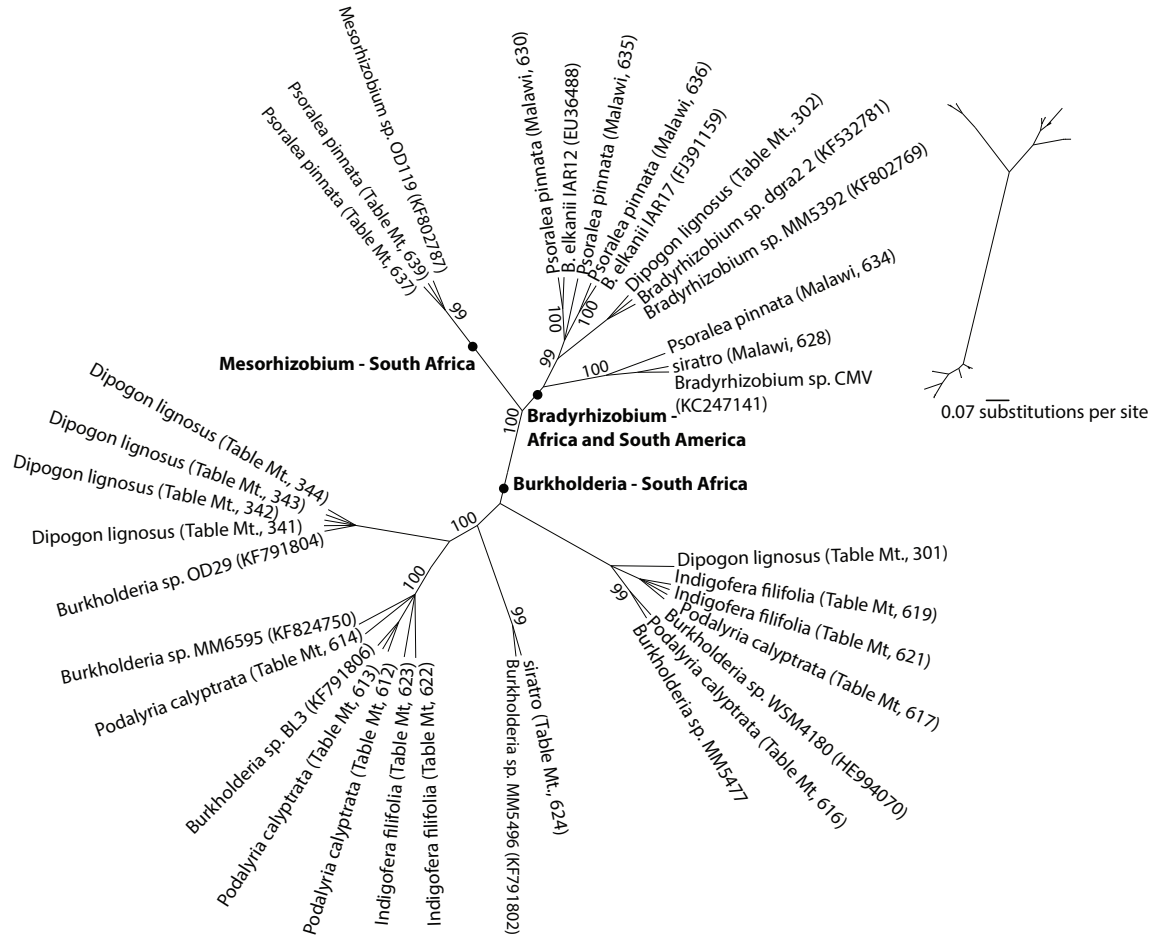 Mesorhizobium sp. OD119 (KF802787)
Psoralea pinnata (Table Mt, 639)
Psoralea pinnata (Table Mt, 637)
99
Mesorhizobium - South Africa
Psoralea pinnata (Malawi, 630)
B. elkanii IAR12 (EU36488)
Psoralea pinnata (Malawi, 635)
Psoralea pinnata (Malawi, 636)
B. elkanii IAR17 (FJ391159)
Dipogon lignosus (Table Mt., 302)
Bradyrhizobium sp. dgra2 2 (KF532781)
Bradyrhizobium sp. MM5392 (KF802769)
Psoralea pinnata (Malawi, 634)
siratro (Malawi, 628)
Bradyrhizobium sp. CMV
(KC247141)
100
100
99
100
100
Bradyrhizobium -
Africa and South America
Burkholderia - South Africa
0.07 substitutions per site
Dipogon lignosus (Table Mt., 344)
Dipogon lignosus (Table Mt., 343)
Dipogon lignosus (Table Mt., 342)
Dipogon lignosus (Table Mt., 341)
Burkholderia sp. OD29 (KF791804)
100
100
99
99
Burkholderia sp. MM6595 (KF824750)
Podalyria calyptrata (Table Mt, 614)
Burkholderia sp. BL3 (KF791806)
Podalyria calyptrata (Table Mt, 613)
Podalyria calyptrata (Table Mt, 612)
Indigofera filifolia (Table Mt, 623)
Indigofera filifolia (Table Mt, 622)
Burkholderia sp. MM5496 (KF791802)
siratro (Table Mt., 624)
Dipogon lignosus (Table Mt., 301)
Indigofera filifolia (Table Mt, 619)
Indigofera filifolia (Table Mt, 621)
Podalyria calyptrata (Table Mt, 617)
Burkholderia sp. WSM4180 (HE994070)
Podalyria calyptrata (Table Mt, 616)
Burkholderia sp. MM5477